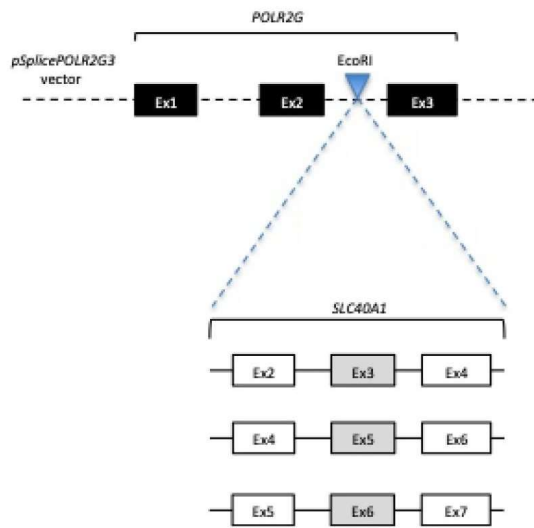 POLR2G
pSplicePOLR2G3
vector
EcoRI
Ex1 Ex2 Ex3
SLC40A1
Ex2 Ex3 Ex4
Ex4 Ex5 Ex6
Ex5 Ex6 Ex7